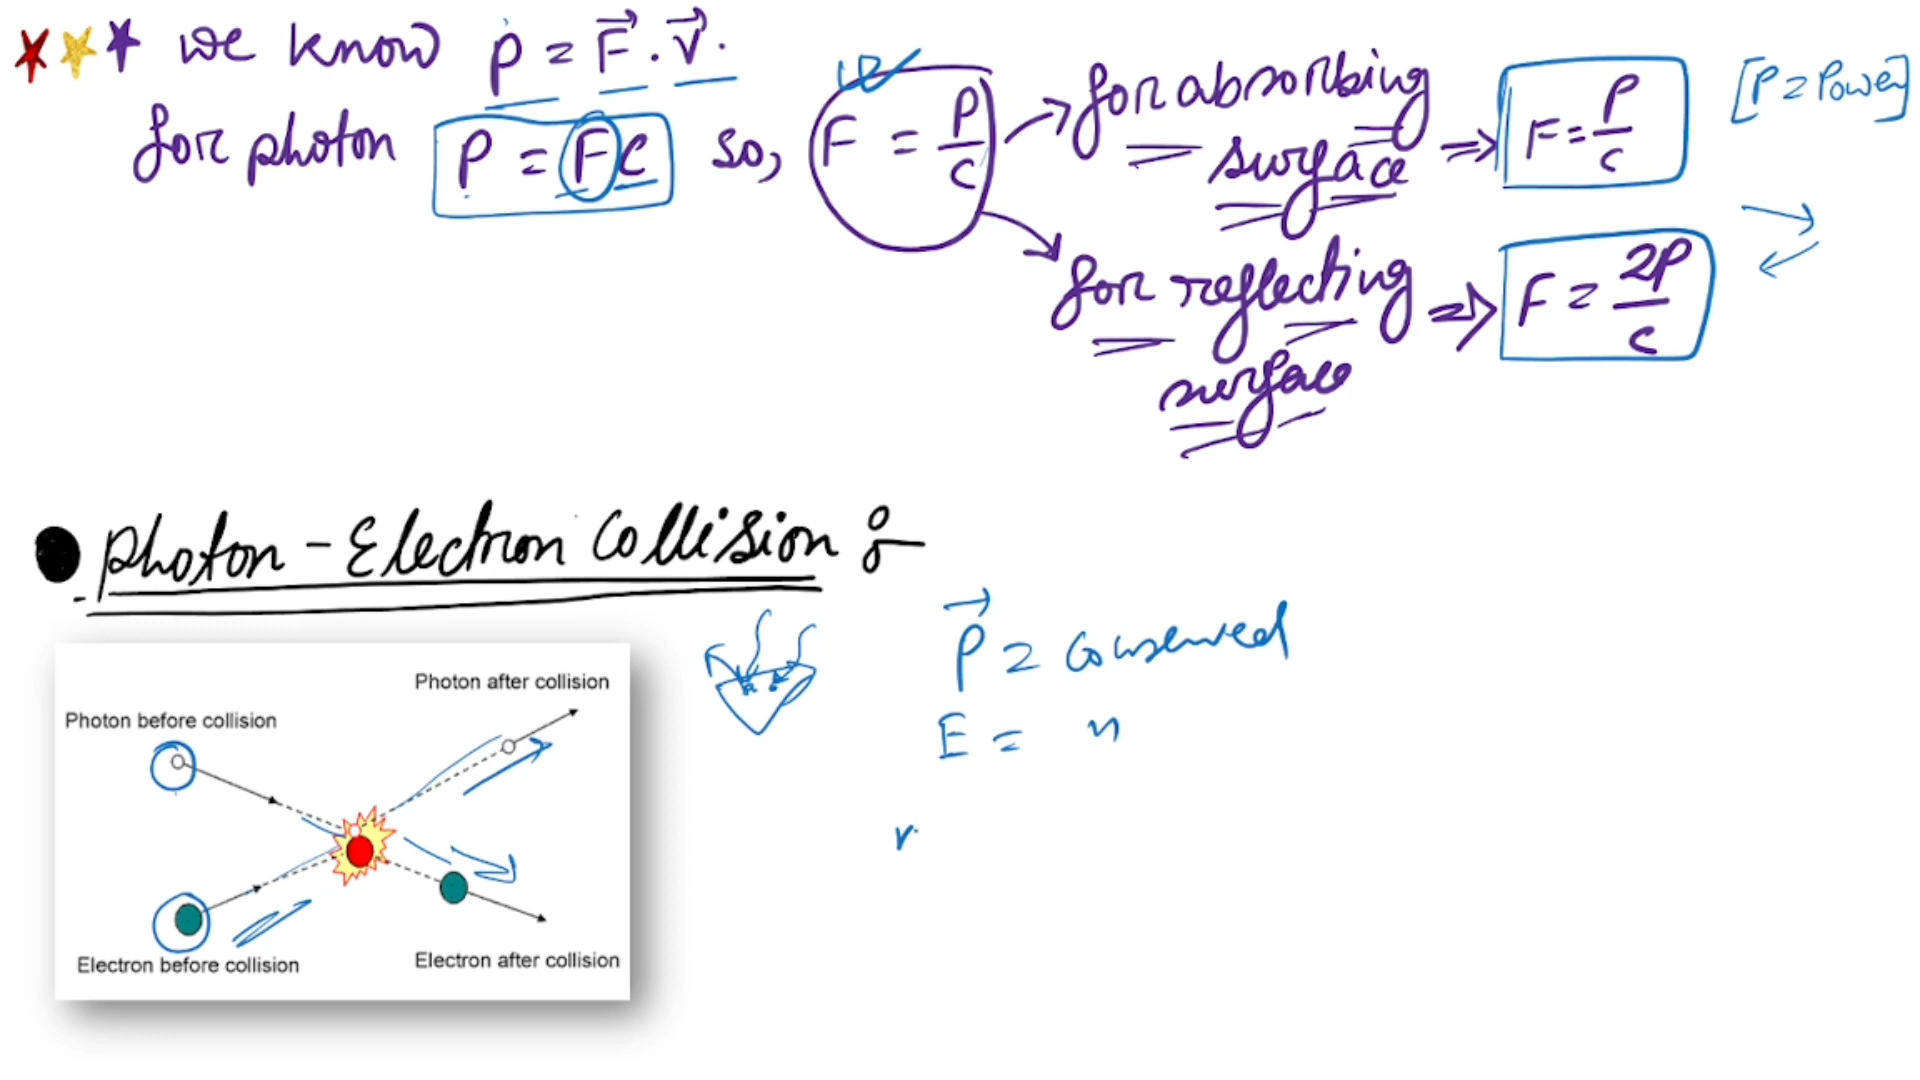 we know P = F⃗ . v⃗.
for photon P = FC so, F = P/C
for absorbing surface ⇒ F = P/C [P = Power]
for reflecting surface ⇒ F = 2P/C
Photon - Electron Collision :-
P⃗ = conserved
E = "
Photon before collision
Photon after collision
Electron before collision
Electron after collision